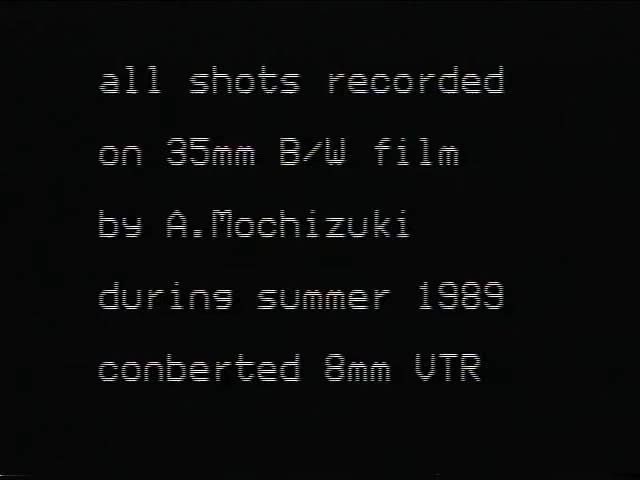 all shots recorded
on 35mm B/W film
by A.Mochizuki
during summer 1989
conberted 8mm VTR